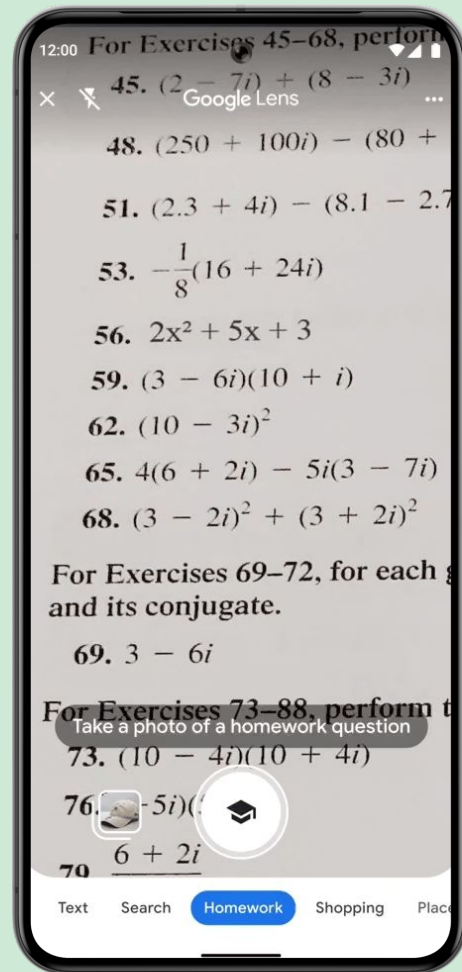 12:00
For Exercises 45–68, perform
45. (2 − 7i) + (8 − 3i)
Google Lens
48. (250 + 100i) − (80 +
51. (2.3 + 4i) − (8.1 − 2.7
53. −1/8(16 + 24i)
56. 2x² + 5x + 3
59. (3 − 6i)(10 + i)
62. (10 − 3i)²
65. 4(6 + 2i) − 5i(3 − 7i)
68. (3 − 2i)² + (3 + 2i)²
For Exercises 69–72, for each
and its conjugate.
69. 3 − 6i
For Exercises 73–88, perform t
Take a photo of a homework question
73. (10 − 4i)(10 + 4i)
76. -5i)(
79 6 + 2i
Text Search Homework Shopping Place